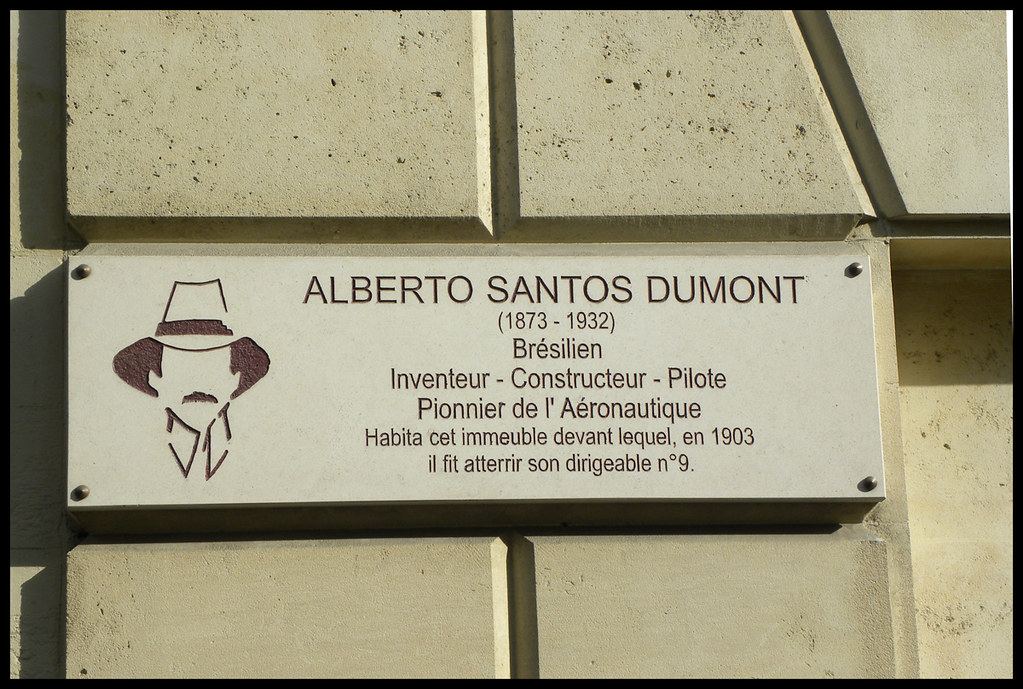 ALBERTO SANTOS DUMONT
(1873 - 1932)
Brésilien
Inventeur - Constructeur - Pilote
Pionnier de l' Aéronautique
Habita cet immeuble devant lequel, en 1903
il fit atterrir son dirigeable n°9.